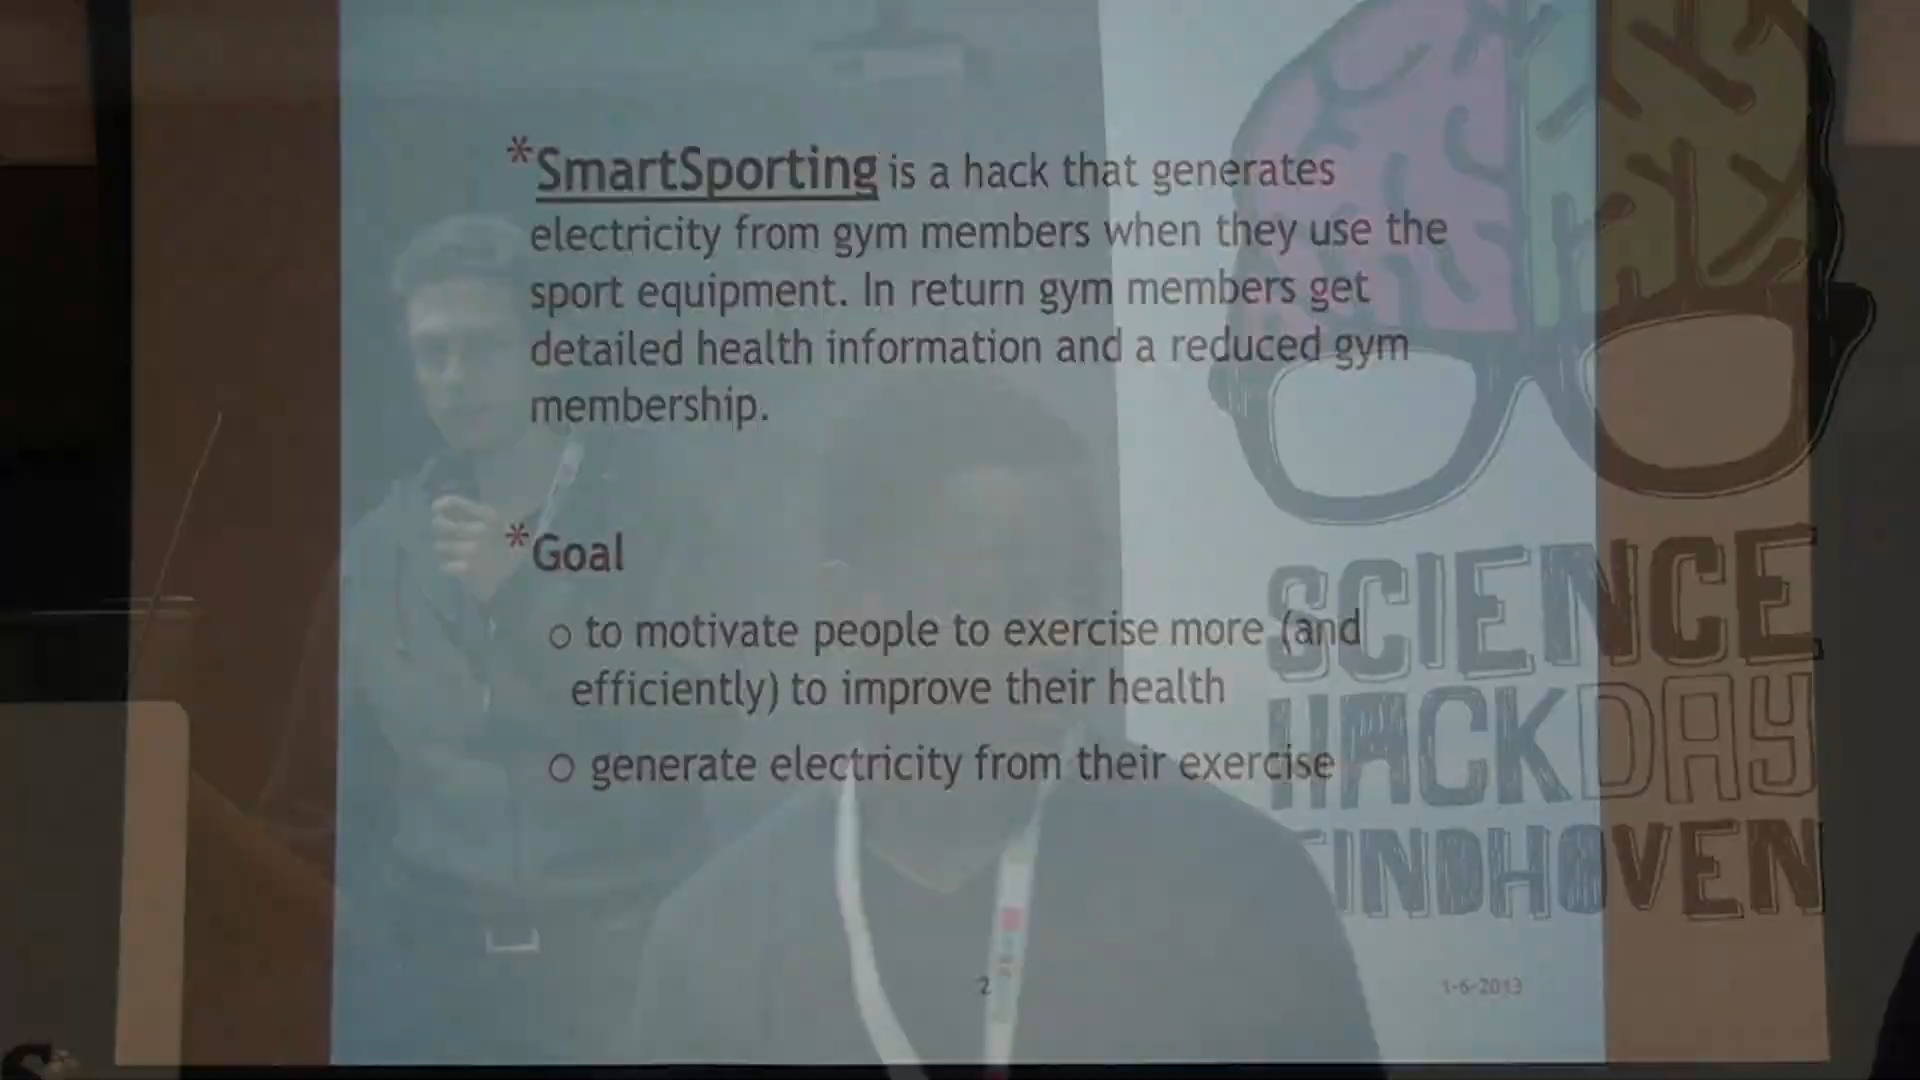 *SmartSporting is a hack that generates
electricity from gym members when they use the
sport equipment. In return gym members get
detailed health information and a reduced gym
membership.
*Goal
o to motivate people to exercise more (and
efficiently) to improve their health
o generate electricity from their exercise
2
1-6-2013
SCIENCE
HACKDAY
EINDHOVEN